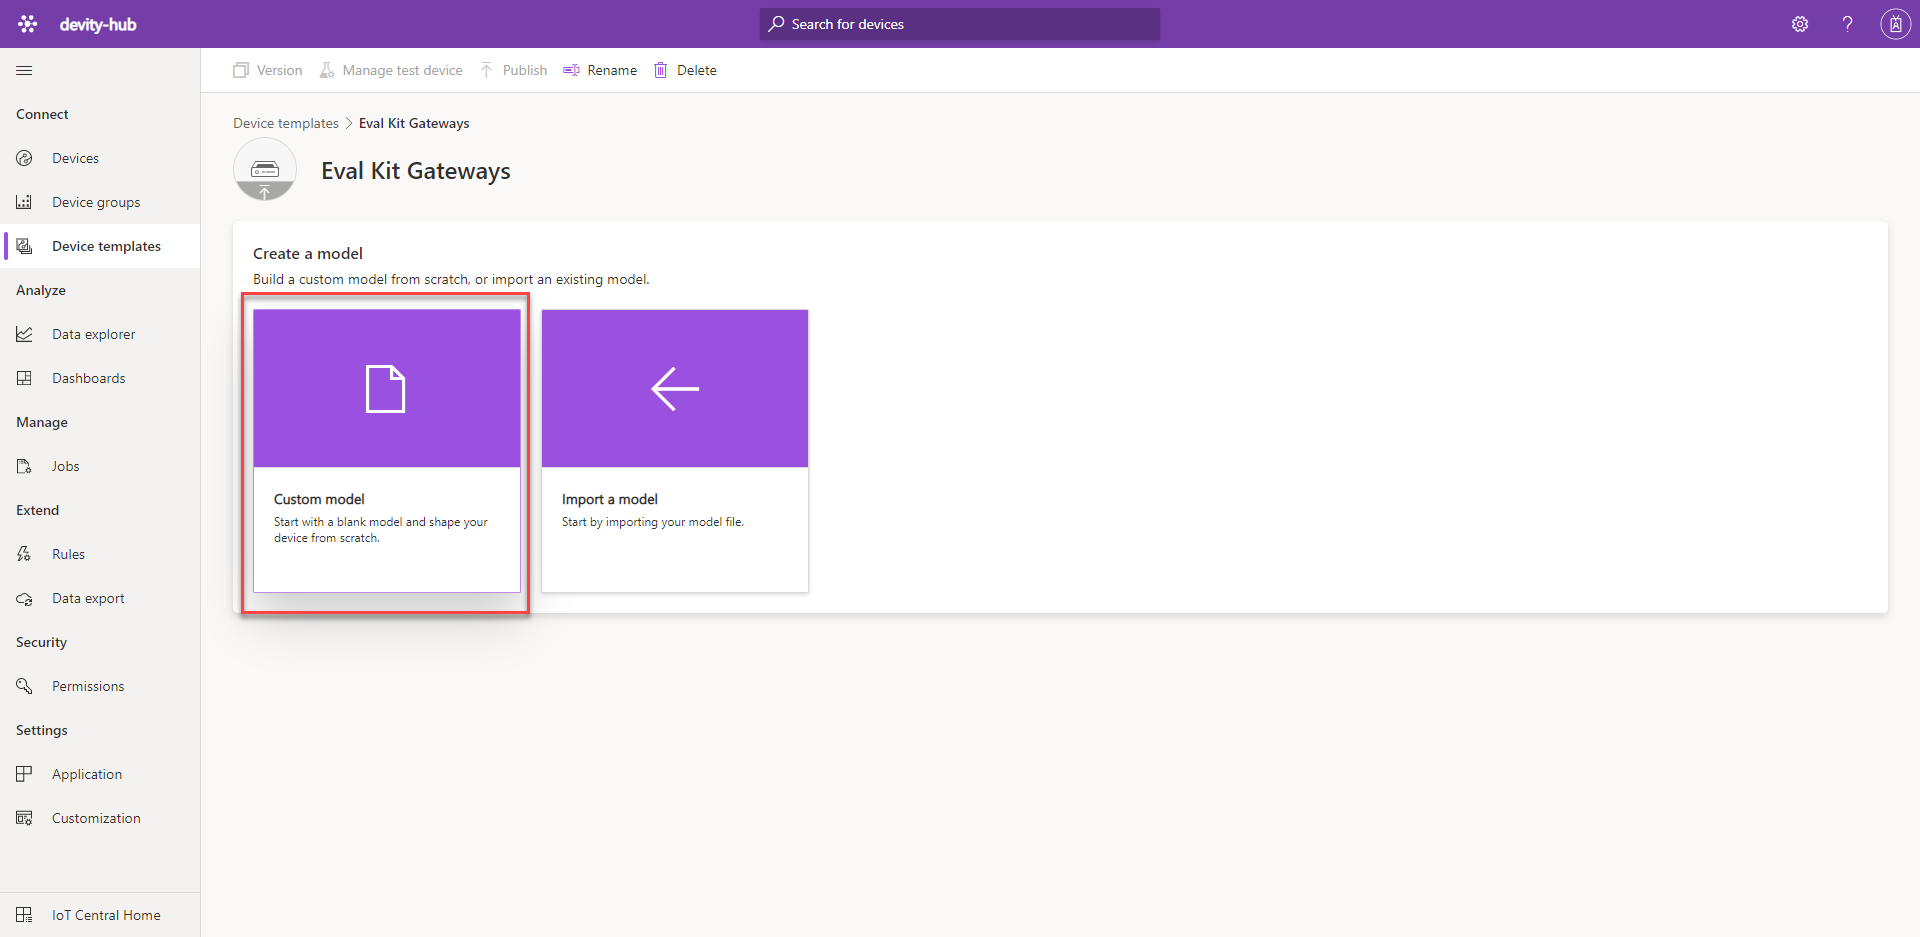 devity-hub
Search for devices
Version
Manage test device
Publish
Rename
Delete
Connect
Devices
Device groups
Device templates
Analyze
Data explorer
Dashboards
Manage
Jobs
Extend
Rules
Data export
Security
Permissions
Settings
Application
Customization
IoT Central Home
Device templates > Eval Kit Gateways
Eval Kit Gateways
Create a model
Build a custom model from scratch, or import an existing model.
Custom model
Start with a blank model and shape your
device from scratch.
Import a model
Start by importing your model file.